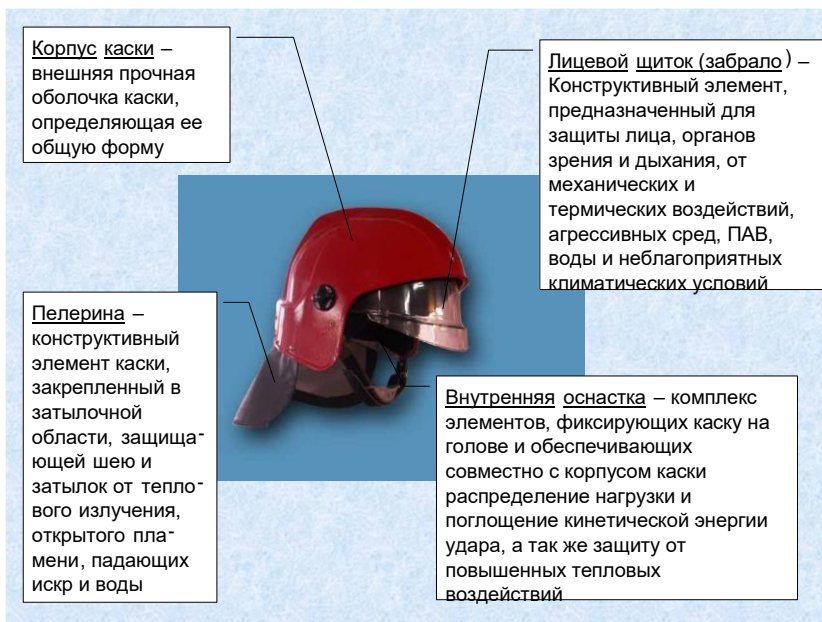 Корпус каски –
внешняя прочная
оболочка каски,
определяющая ее
общую форму
Лицевой щиток (забрало) –
Конструктивный элемент,
предназначенный для
защиты лица, органов
зрения и дыхания, от
механических и
термических воздействий,
агрессивных сред, ПАВ,
воды и неблагоприятных
климатических условий
Пелерина –
конструктивный
элемент каски,
закрепленный в
затылочной
области, защища-
ющей шею и
затылок от тепло-
вого излучения,
открытого пла-
мени, падающих
искр и воды
Внутренняя оснастка – комплекс
элементов, фиксирующих каску на
голове и обеспечивающих
совместно с корпусом каски
распределение нагрузки и
поглощение кинетической энергии
удара, а так же защиту от
повышенных тепловых
воздействий